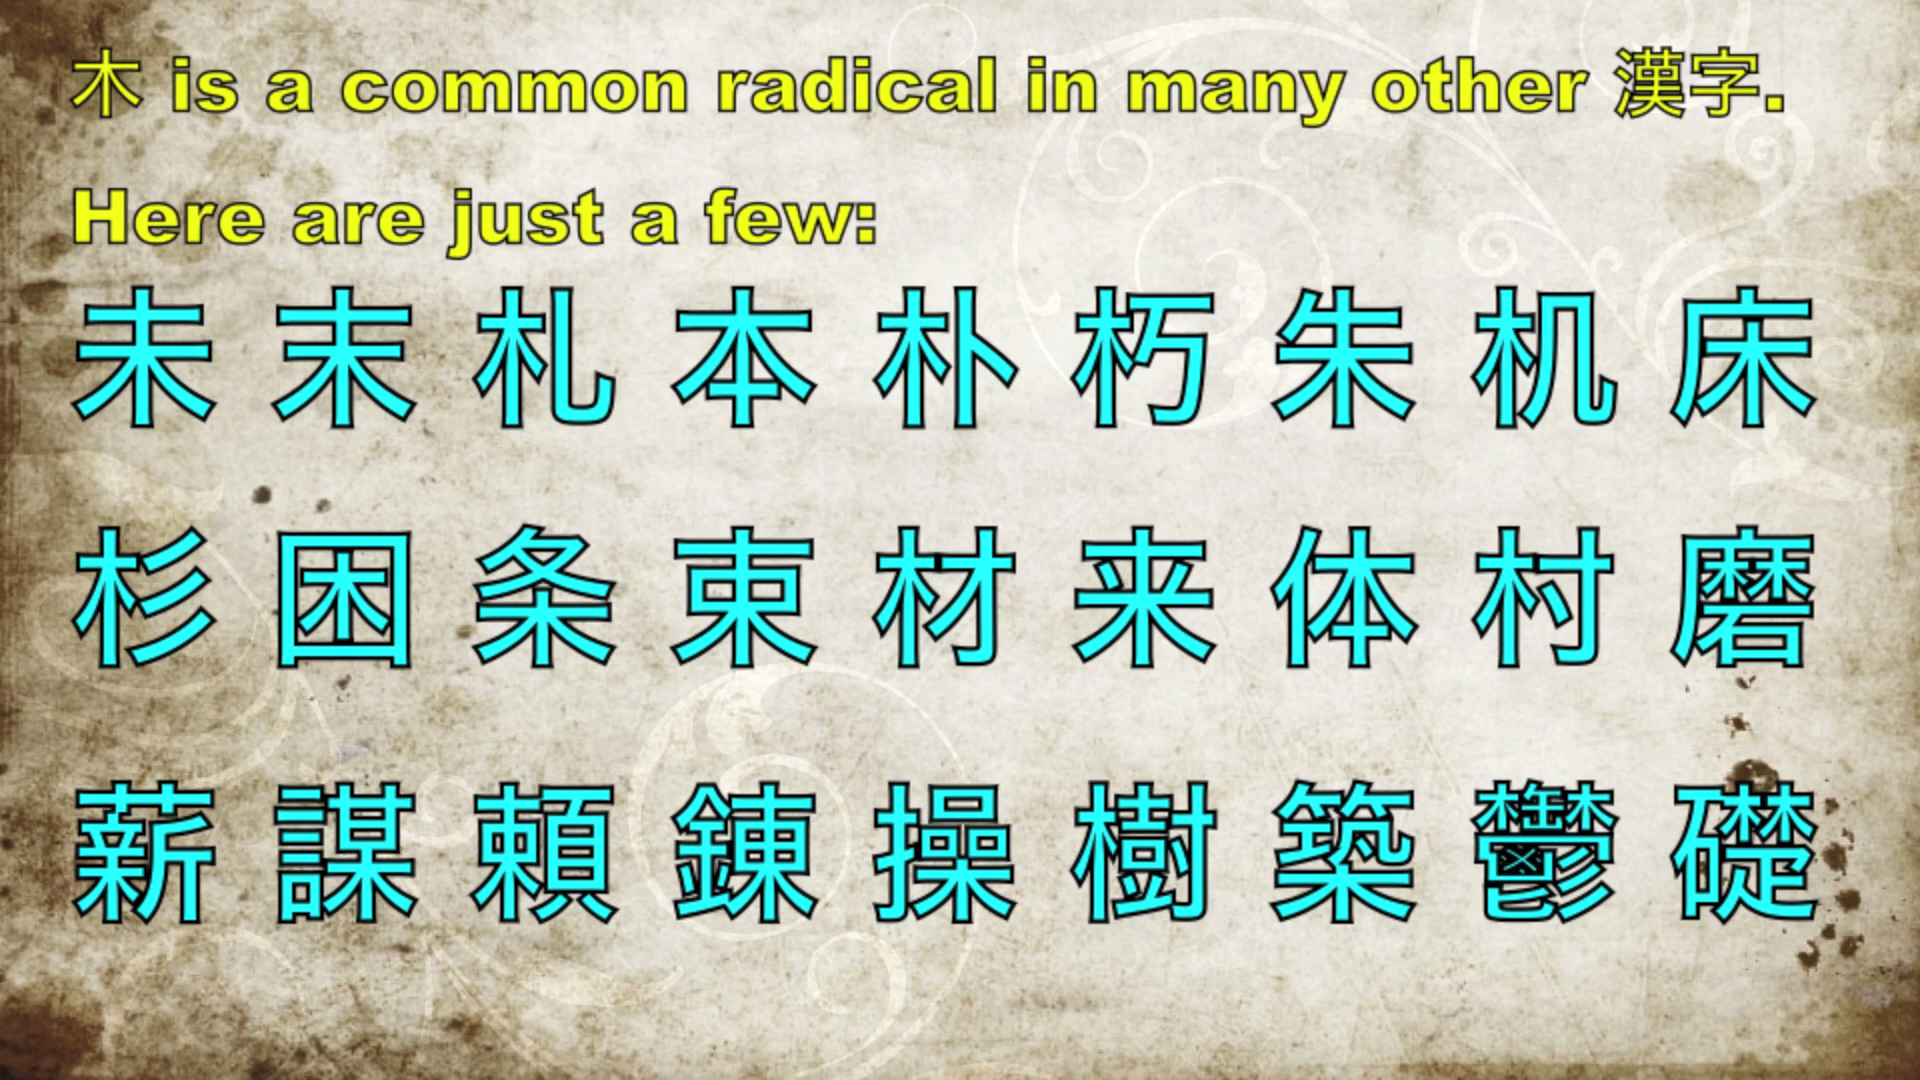 木 is a common radical in many other 漢字.
Here are just a few:
未 末 札 本 朴 朽 朱 机 床
杉 困 条 束 材 来 体 村 磨
薪 謀 頼 錬 操 樹 築 鬱 礎